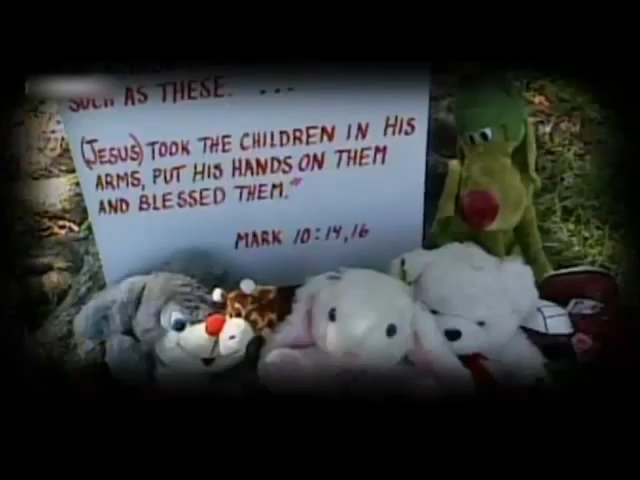 SUCH AS THESE. ...
(JESUS) TOOK THE CHILDREN IN HIS
ARMS, PUT HIS HANDS ON THEM
AND BLESSED THEM."
MARK 10:14,16